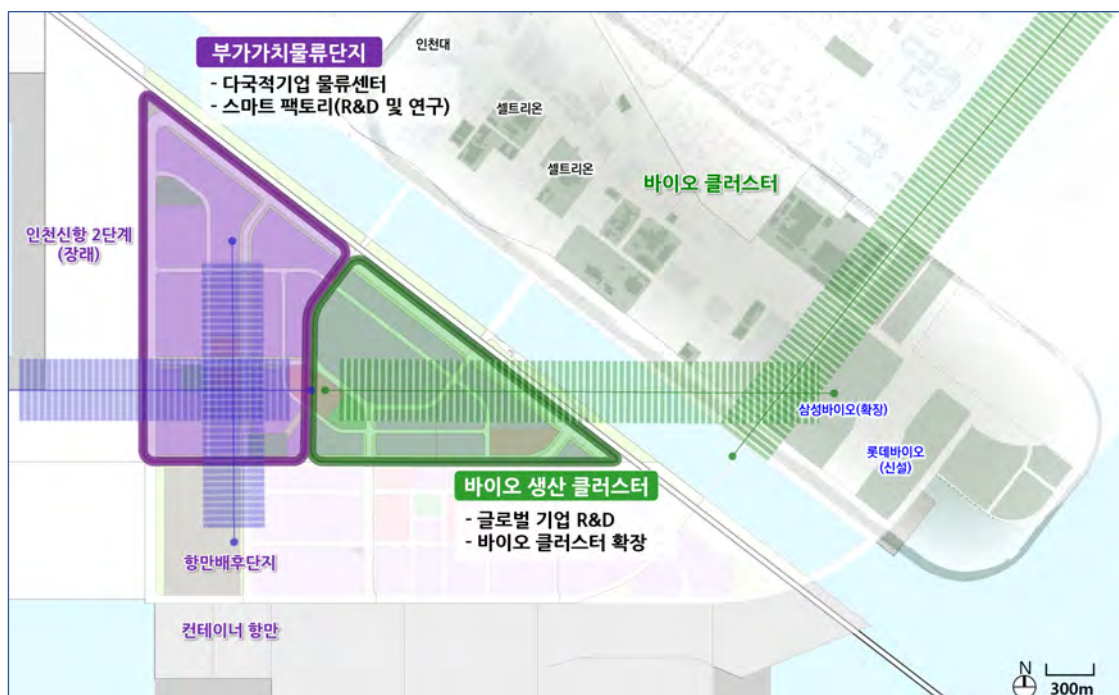 부가가치물류단지
- 다국적기업 물류센터
- 스마트 팩토리(R&D 및 연구)
인천대
셀트리온
셀트리온
바이오 클러스터
인천신항 2단계
(장래)
삼성바이오(확장)
롯데바이오
(신설)
바이오 생산 클러스터
- 글로벌 기업 R&D
- 바이오 클러스터 확장
항만배후단지
컨테이너 항만
N
300m